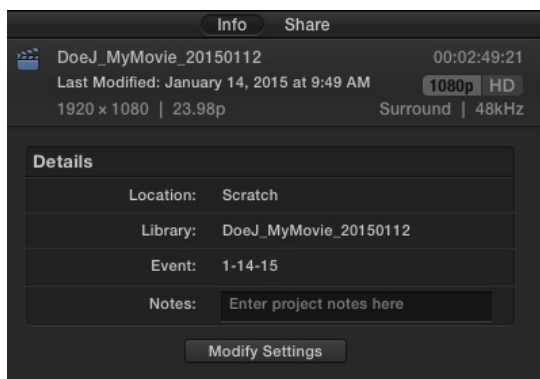 Info Share
DoeJ_MyMovie_20150112 00:02:49:21
Last Modified: January 14, 2015 at 9:49 AM 1080p HD
1920 × 1080 | 23.98p Surround | 48kHz
Details
Location: Scratch
Library: DoeJ_MyMovie_20150112
Event: 1-14-15
Notes: Enter project notes here
Modify Settings